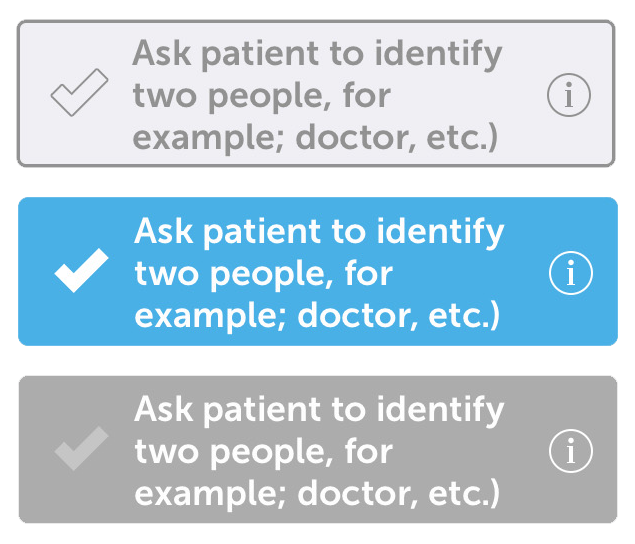 Ask patient to identify
two people, for
example; doctor, etc.)
i
Ask patient to identify
two people, for
example; doctor, etc.)
i
Ask patient to identify
two people, for
example; doctor, etc.)
i